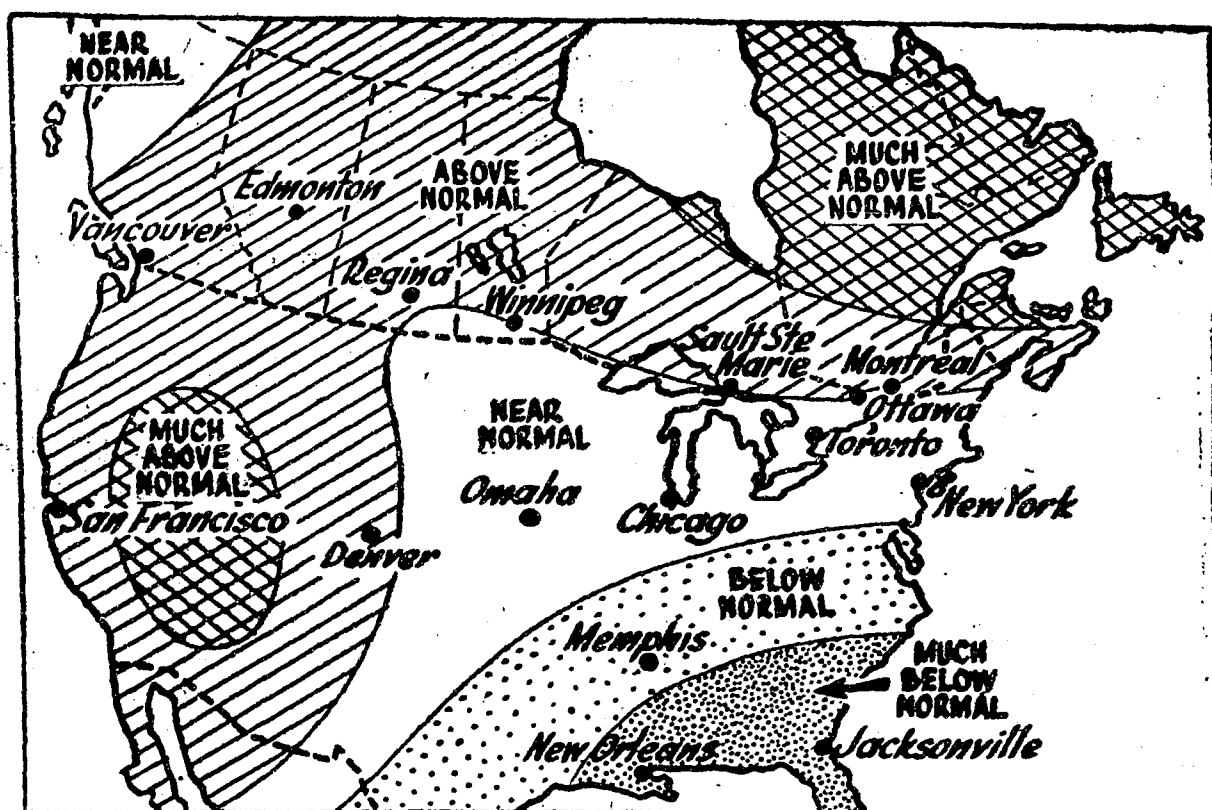 NEAR
NORMAL
MUCH
ABOVE
NORMAL
ABOVE
NORMAL
Edmonton
Vancouver
Regina
Winnipeg
Sault Ste
Marie
Montreal
Ottawa
Toronto
NEAR
NORMAL
MUCH
ABOVE
NORMAL
Omaha
San Francisco
Chicago
New York
Denver
BELOW
NORMAL
Memphis
MUCH
BELOW
NORMAL
New Orleans
Jacksonville